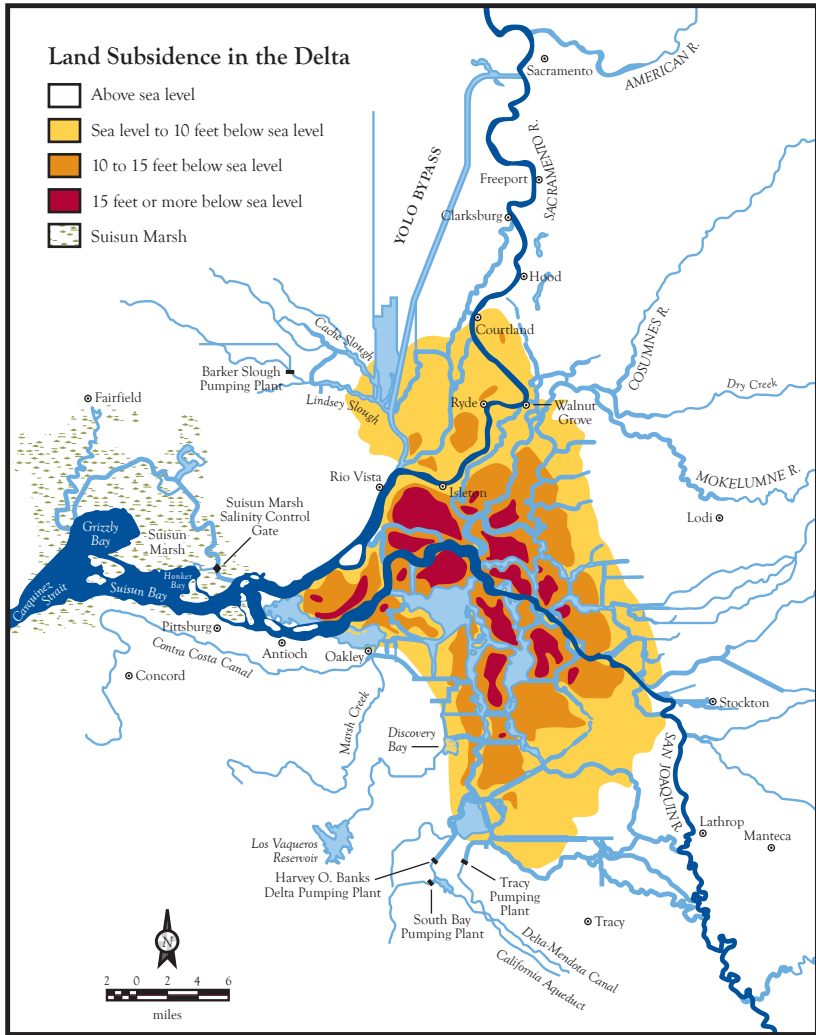 Land Subsidence in the Delta
Above sea level
Sea level to 10 feet below sea level
10 to 15 feet below sea level
15 feet or more below sea level
Suisun Marsh
Sacramento
AMERICAN R.
YOLO BYPASS
SACRAMENTO R.
Freeport
Clarksburg
Hood
Courtland
COSUMNES R.
Cache Slough
Barker Slough
Pumping Plant
Lindsey Slough
Fairfield
Ryde
Walnut
Grove
Dry Creek
MOKELUMNE R.
Rio Vista
Isleton
Lodi
Suisun Marsh
Salinity Control
Gate
Grizzly
Bay
Suisun
Marsh
Honker
Bay
Suisun Bay
Carquinez
Strait
Pittsburg
Antioch
Oakley
Contra Costa Canal
Concord
Marsh Creek
Discovery
Bay
Stockton
SAN JOAQUIN R.
Los Vaqueros
Reservoir
Lathrop
Manteca
Harvey O. Banks
Delta Pumping Plant
Tracy
Pumping
Plant
South Bay
Pumping Plant
Tracy
Delta-Mendota Canal
California Aqueduct
N
2 0 2 4 6
miles